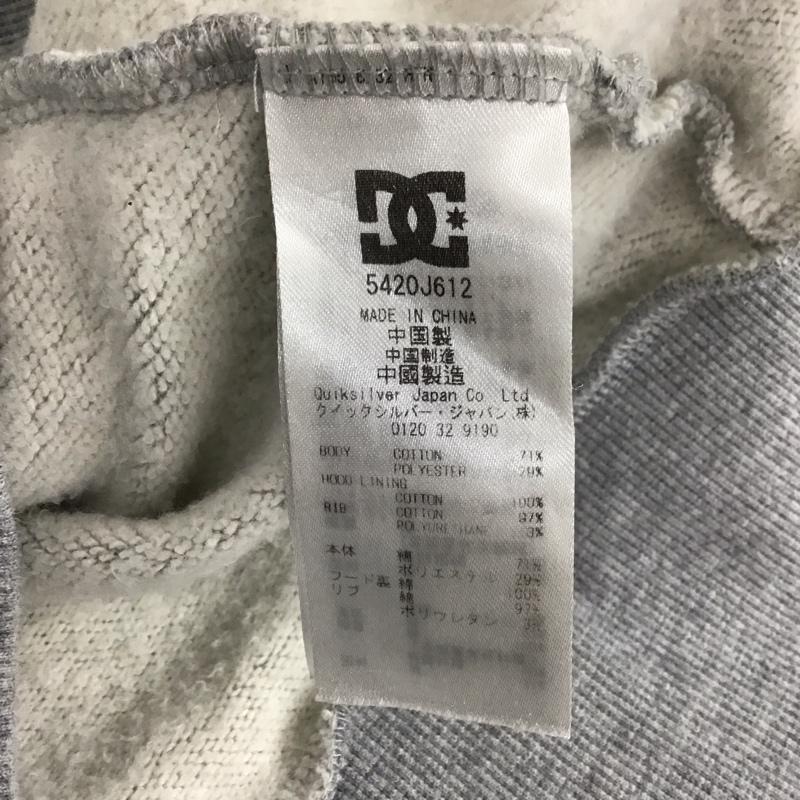 DC
5420J612
MADE IN CHINA
中国製
中国制造
中國製造
Quiksilver Japan Co Ltd
クイックシルバー・ジャパン(株)
0120 32 9190
BODY COTTON 71%
POLYESTER 29%
HOOD LINING
COTTON 100%
RIB COTTON 97%
POLYURETHANE 3%
本体 綿 71%
ポリエステル 29%
フード裏 綿 100%
リブ 綿 97%
ポリウレタン 3%